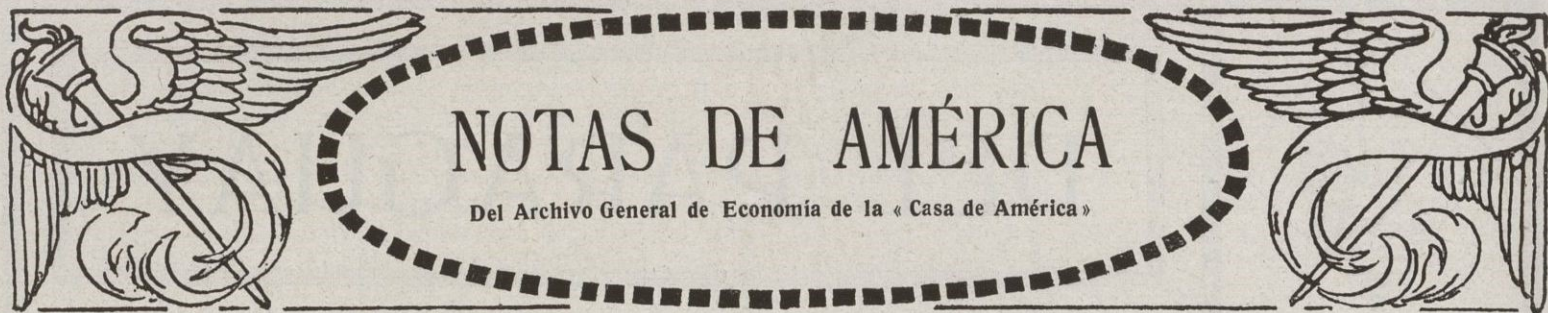 NOTAS DE AMÉRICA
Del Archivo General de Economía de la « Casa de América »